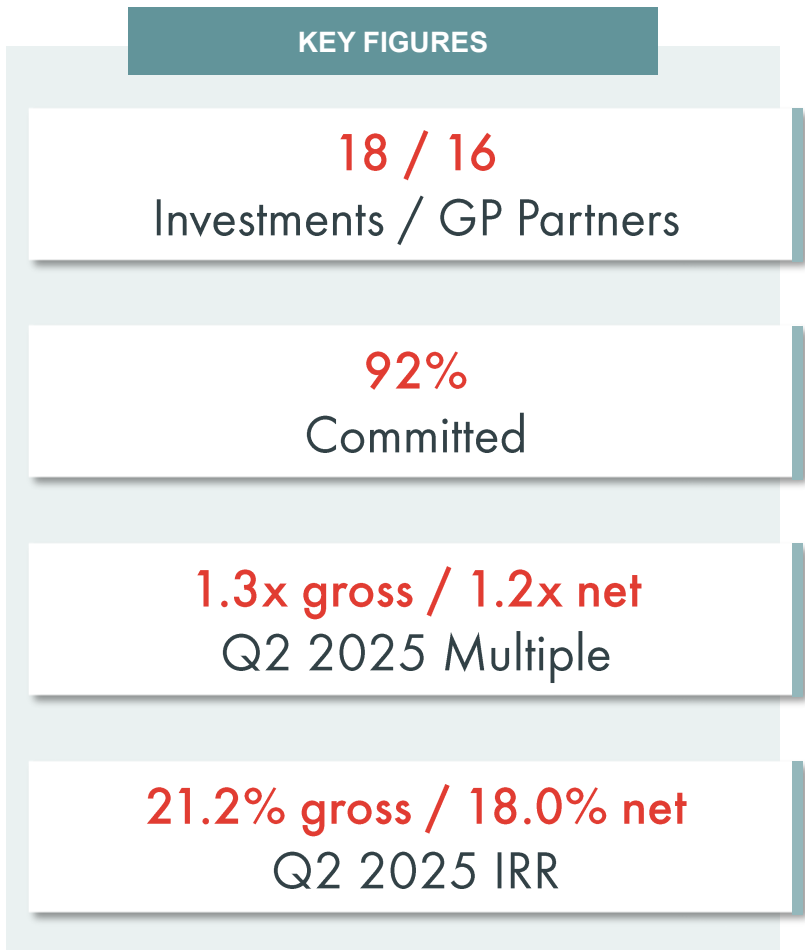 KEY FIGURES
18 / 16
Investments / GP Partners
92%
Committed
1.3x gross / 1.2x net
Q2 2025 Multiple
21.2% gross / 18.0% net
Q2 2025 IRR